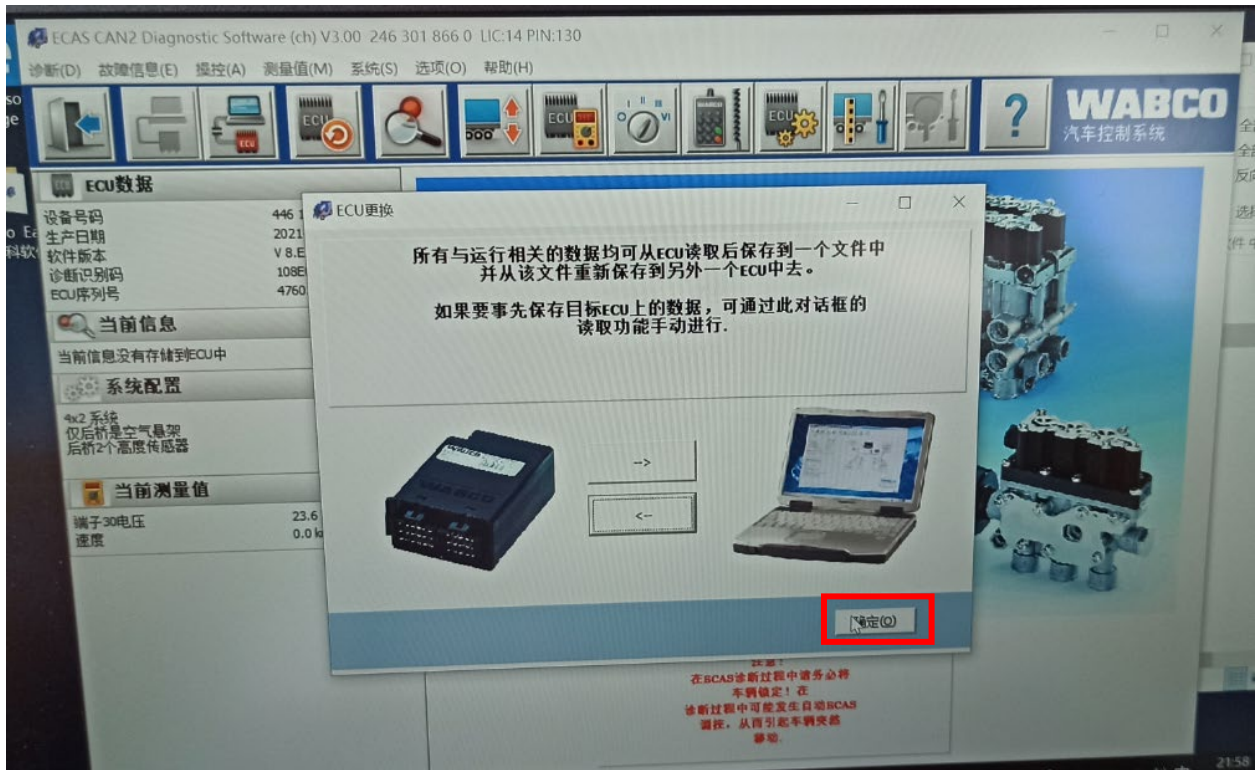 ECAS CAN2 Diagnostic Software (ch) V3.00 246 301 866 0 LIC:14 PIN:130
诊断(D) 故障信息(E) 操控(A) 测量值(M) 系统(S) 选项(O) 帮助(H)
WABCO
汽车控制系统
ECU数据
设备号码 446
生产日期 2021
软件版本 V 8.E
诊断识别码 108E
ECU序列号 4760
当前信息
当前信息没有存储到ECU中
系统配置
4x2 系统
仅后桥是空气悬架
后桥2个高度传感器
当前测量值
端子30电压 23.6
速度 0.0
ECU更换
所有与运行相关的数据均可从ECU读取后保存到一个文件中
并从该文件重新保存到另外一个ECU中去。
如果要事先保存目标ECU上的数据，可通过此对话框的
读取功能手动进行.
-->
<--
确定(O)
注意!
在ECAS诊断过程中请务必将
车辆锁定！在
诊断过程中可能发生自动ECAS
调控，从而引起车辆突然
移动.
21:58